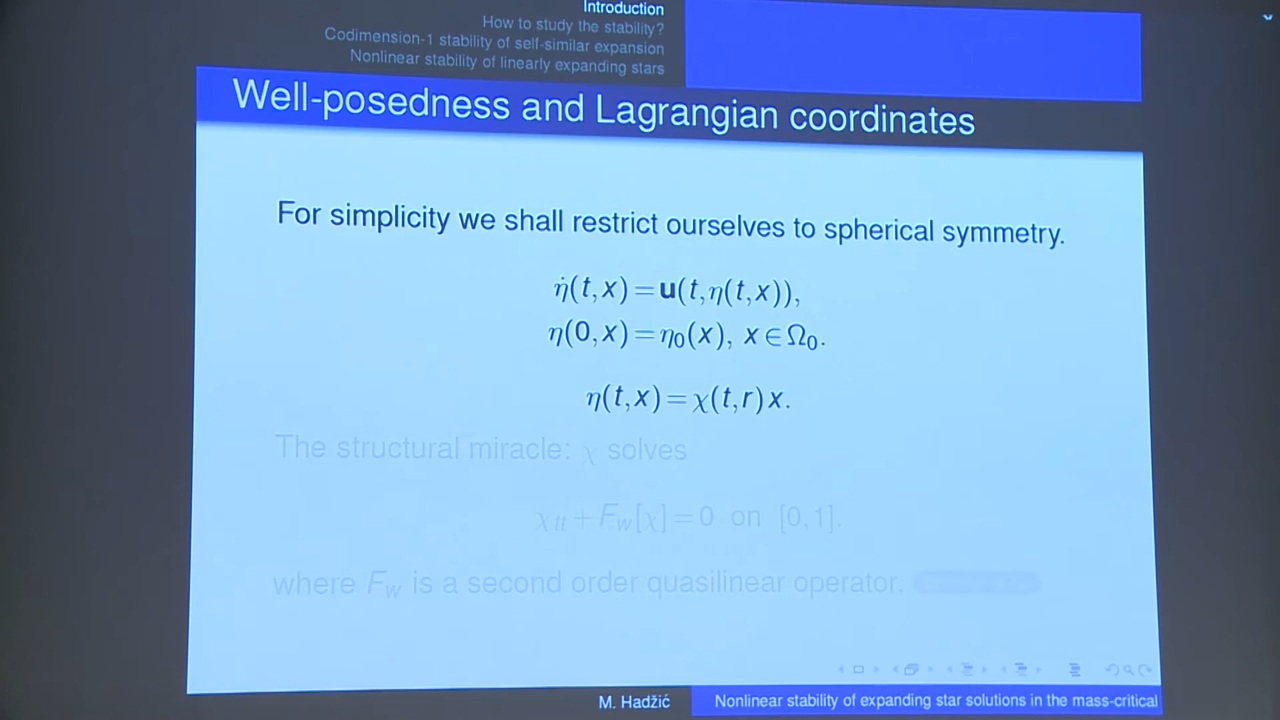 Introduction
How to study the stability?
Codimension-1 stability of self-similar expansion
Nonlinear stability of linearly expanding stars
Well-posedness and Lagrangian coordinates
For simplicity we shall restrict ourselves to spherical symmetry.
η̇(t,x)=u(t,η(t,x)),
η(0,x)=η₀(x), x∈Ω₀.
η(t,x)=χ(t,r)x.
The structural miracle: χ solves
χₜₜ+F_w[χ]=0 on [0,1].
where F_w is a second order quasilinear operator.
M. Hadžić
Nonlinear stability of expanding star solutions in the mass-critical